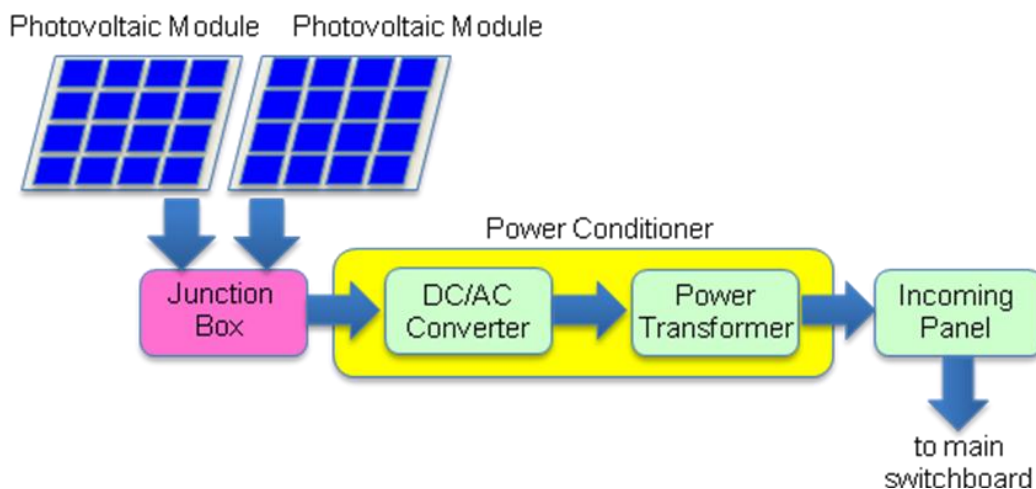 Photovoltaic Module
Photovoltaic Module
Power Conditioner
Junction
Box
DC/AC
Converter
Power
Transformer
Incoming
Panel
to main
switchboard